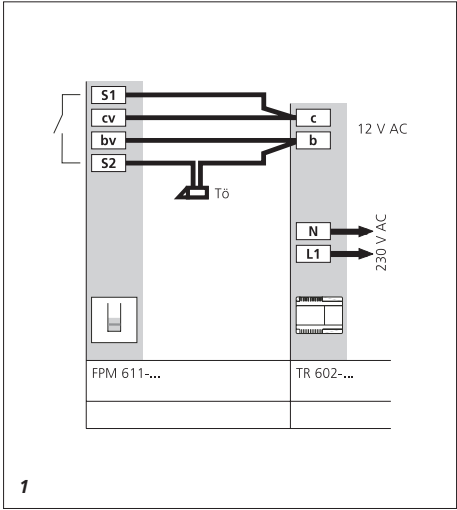 S1
cv
bv
S2
c
b
12 V AC
Tö
N
L1
230 V AC
FPM 611-...
TR 602-...
1